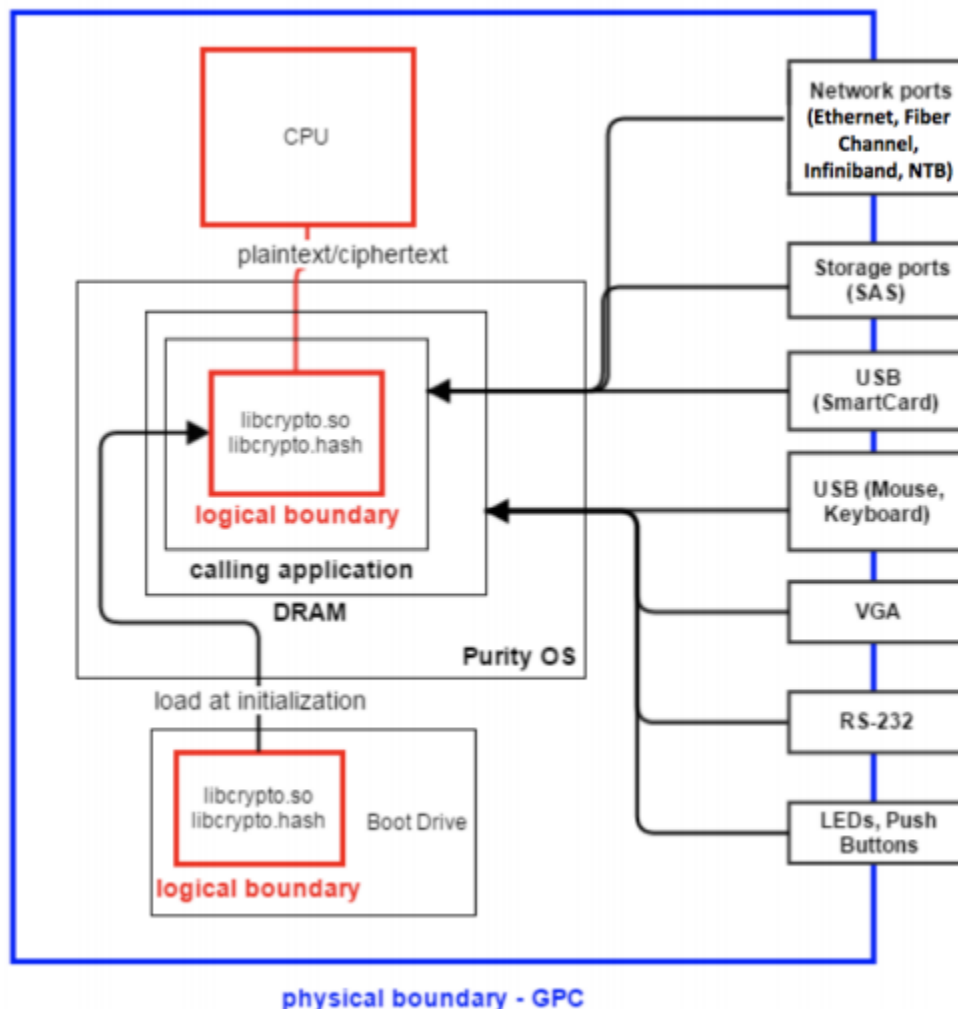 CPU
plaintext/ciphertext
libcrypto.so
libcrypto.hash
logical boundary
calling application
DRAM
Purity OS
load at initialization
libcrypto.so
libcrypto.hash
Boot Drive
logical boundary
Network ports
(Ethernet, Fiber
Channel,
Infiniband, NTB)
Storage ports
(SAS)
USB
(SmartCard)
USB (Mouse,
Keyboard)
VGA
RS-232
LEDs, Push
Buttons
physical boundary - GPC